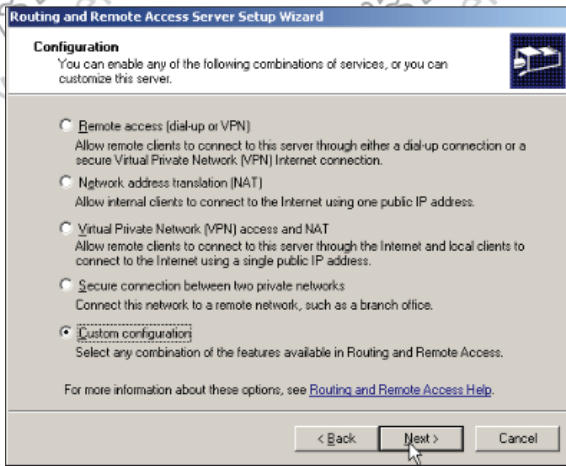 Routing and Remote Access Server Setup Wizard
Configuration
You can enable any of the following combinations of services, or you can
customize this server.
Remote access (dial-up or VPN)
Allow remote clients to connect to this server through either a dial-up connection or a
secure Virtual Private Network (VPN) Internet connection.
Network address translation (NAT)
Allow internal clients to connect to the Internet using one public IP address.
Virtual Private Network (VPN) access and NAT
Allow remote clients to connect to this server through the Internet and local clients to
connect to the Internet using a single public IP address.
Secure connection between two private networks
Connect this network to a remote network, such as a branch office.
Custom configuration
Select any combination of the features available in Routing and Remote Access.
For more information about these options, see Routing and Remote Access Help.
< Back Next > Cancel